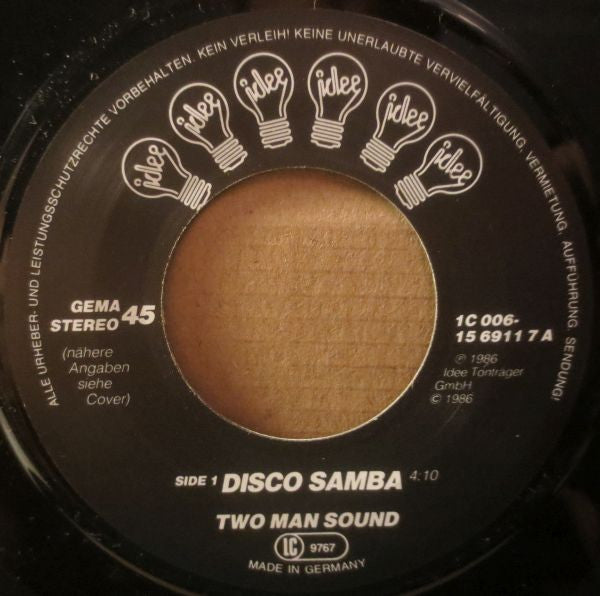 ALLE URHEBER- UND LEISTUNGSSCHUTZRECHTE VORBEHALTEN. KEIN VERLEIH! KEINE UNERLAUBTE VERVIELFÄLTIGUNG, VERMIETUNG, AUFFÜHRUNG, SENDUNG!
idee idee idee idee idee idee
GEMA
STEREO 45
(nähere
Angaben
siehe
Cover)
1C 006-
15 6911 7 A
℗ 1986
Idee Tonträger
GmbH
© 1986
SIDE 1 DISCO SAMBA 4:10
TWO MAN SOUND
LC 9767
MADE IN GERMANY